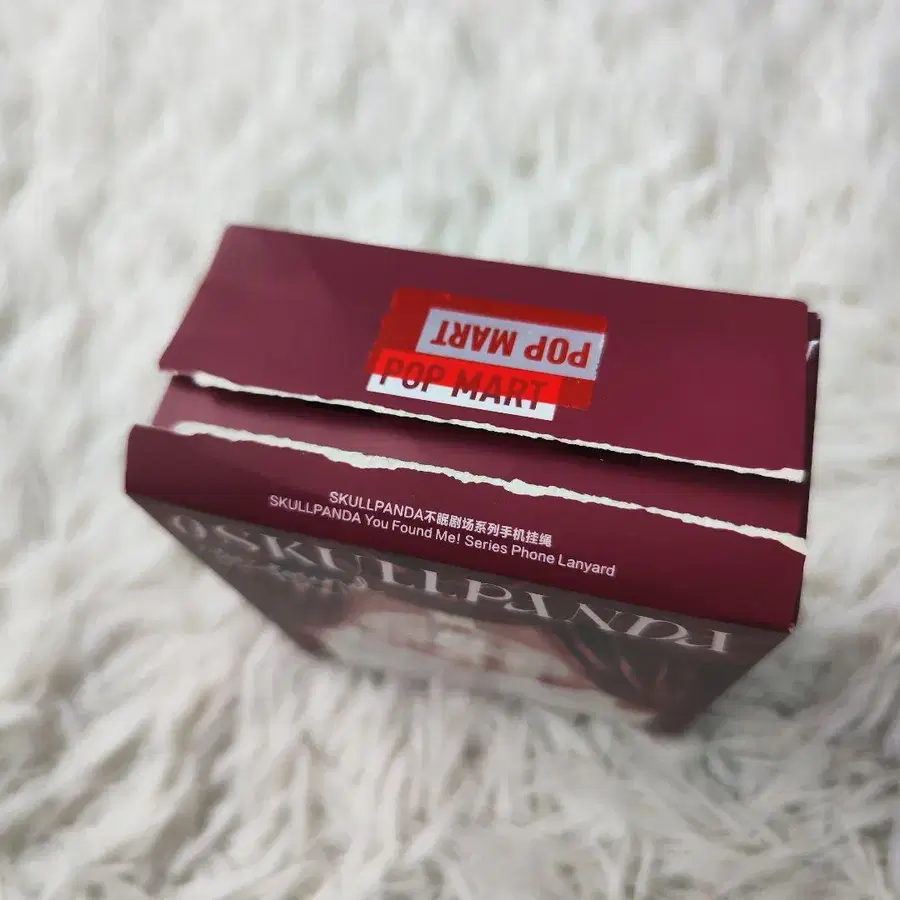 POP MART
POP MART
SKULLPANDA不眠剧场系列手机挂绳
SKULLPANDA You Found Me! Series Phone Lanyard
SKULLPANDA